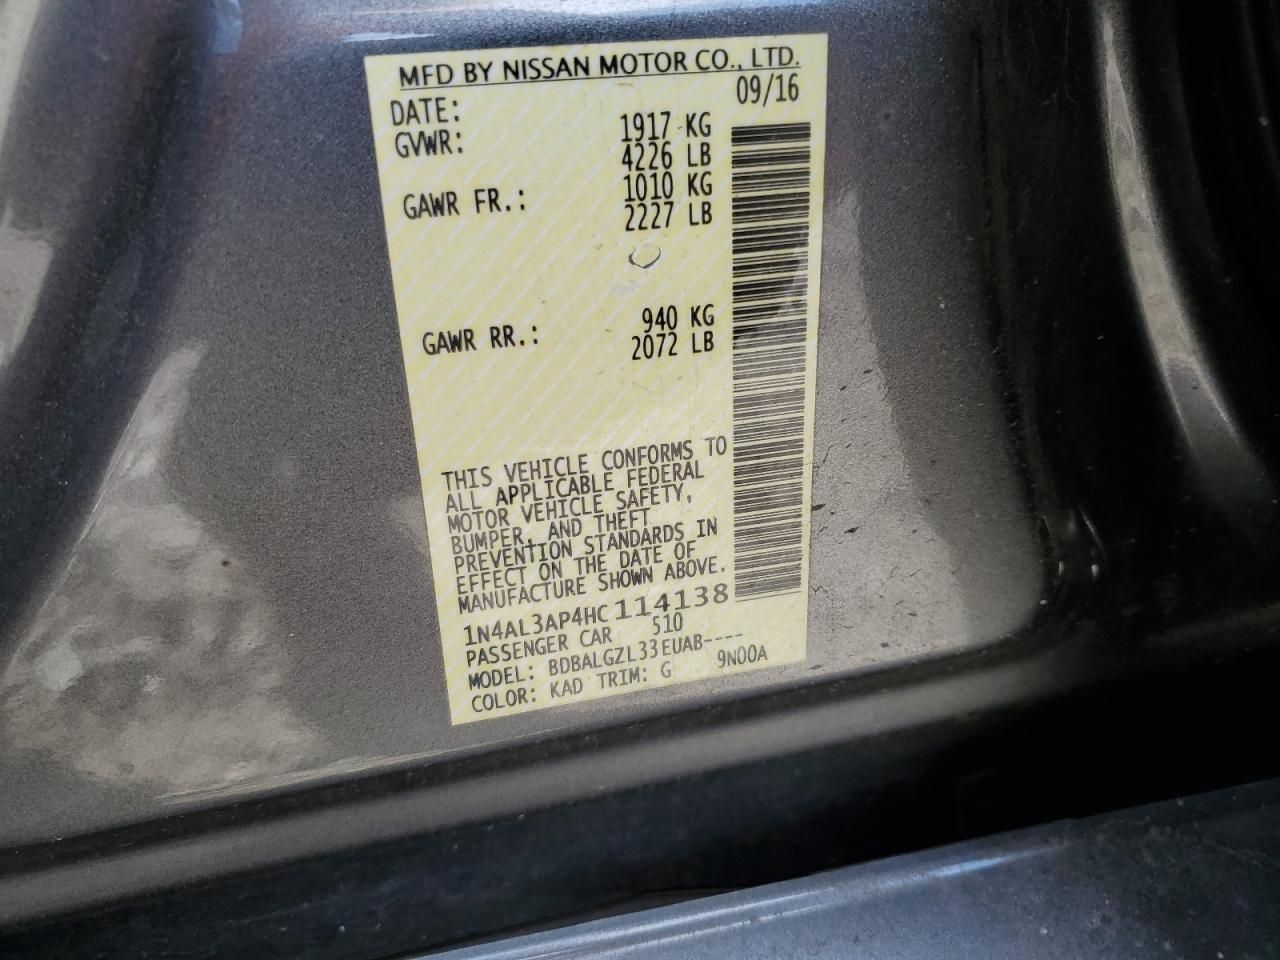 MFD BY NISSAN MOTOR CO., LTD.
DATE: 09/16
GVWR: 1917 KG
4226 LB
GAWR FR.: 1010 KG
2227 LB
GAWR RR.: 940 KG
2072 LB
THIS VEHICLE CONFORMS TO
ALL APPLICABLE FEDERAL
MOTOR VEHICLE SAFETY,
BUMPER, AND THEFT
PREVENTION STANDARDS IN
EFFECT ON THE DATE OF
MANUFACTURE SHOWN ABOVE.
1N4AL3AP4HC114138
PASSENGER CAR 510
MODEL: BDBALGZL33EUAB----
COLOR: KAD TRIM: G 9N00A